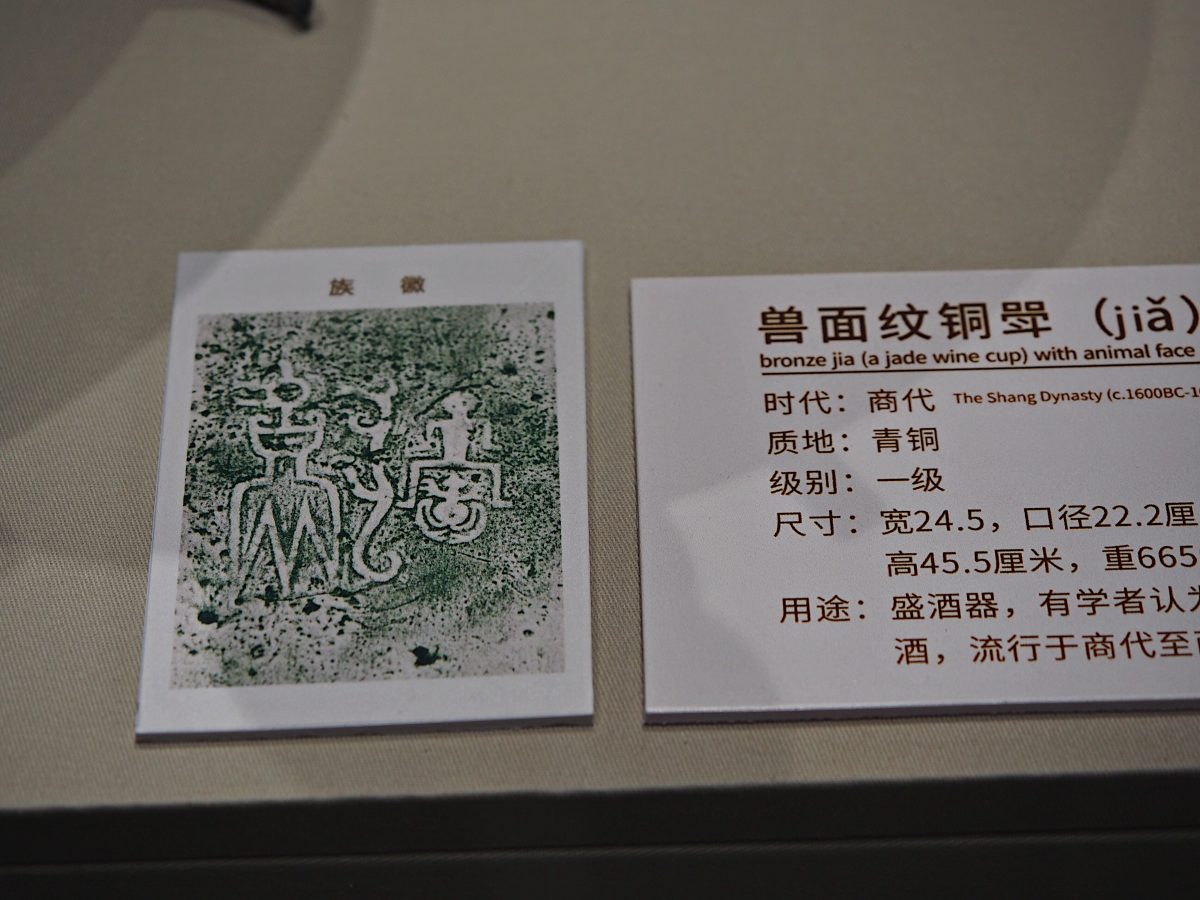 族 徽
兽面纹铜斝（jiǎ）
bronze jia (a jade wine cup) with animal face
时代：商代 The Shang Dynasty (c.1600BC-1
质地：青铜
级别：一级
尺寸：宽24.5，口径22.2厘
高45.5厘米，重665
用途：盛酒器，有学者认为
酒，流行于商代至